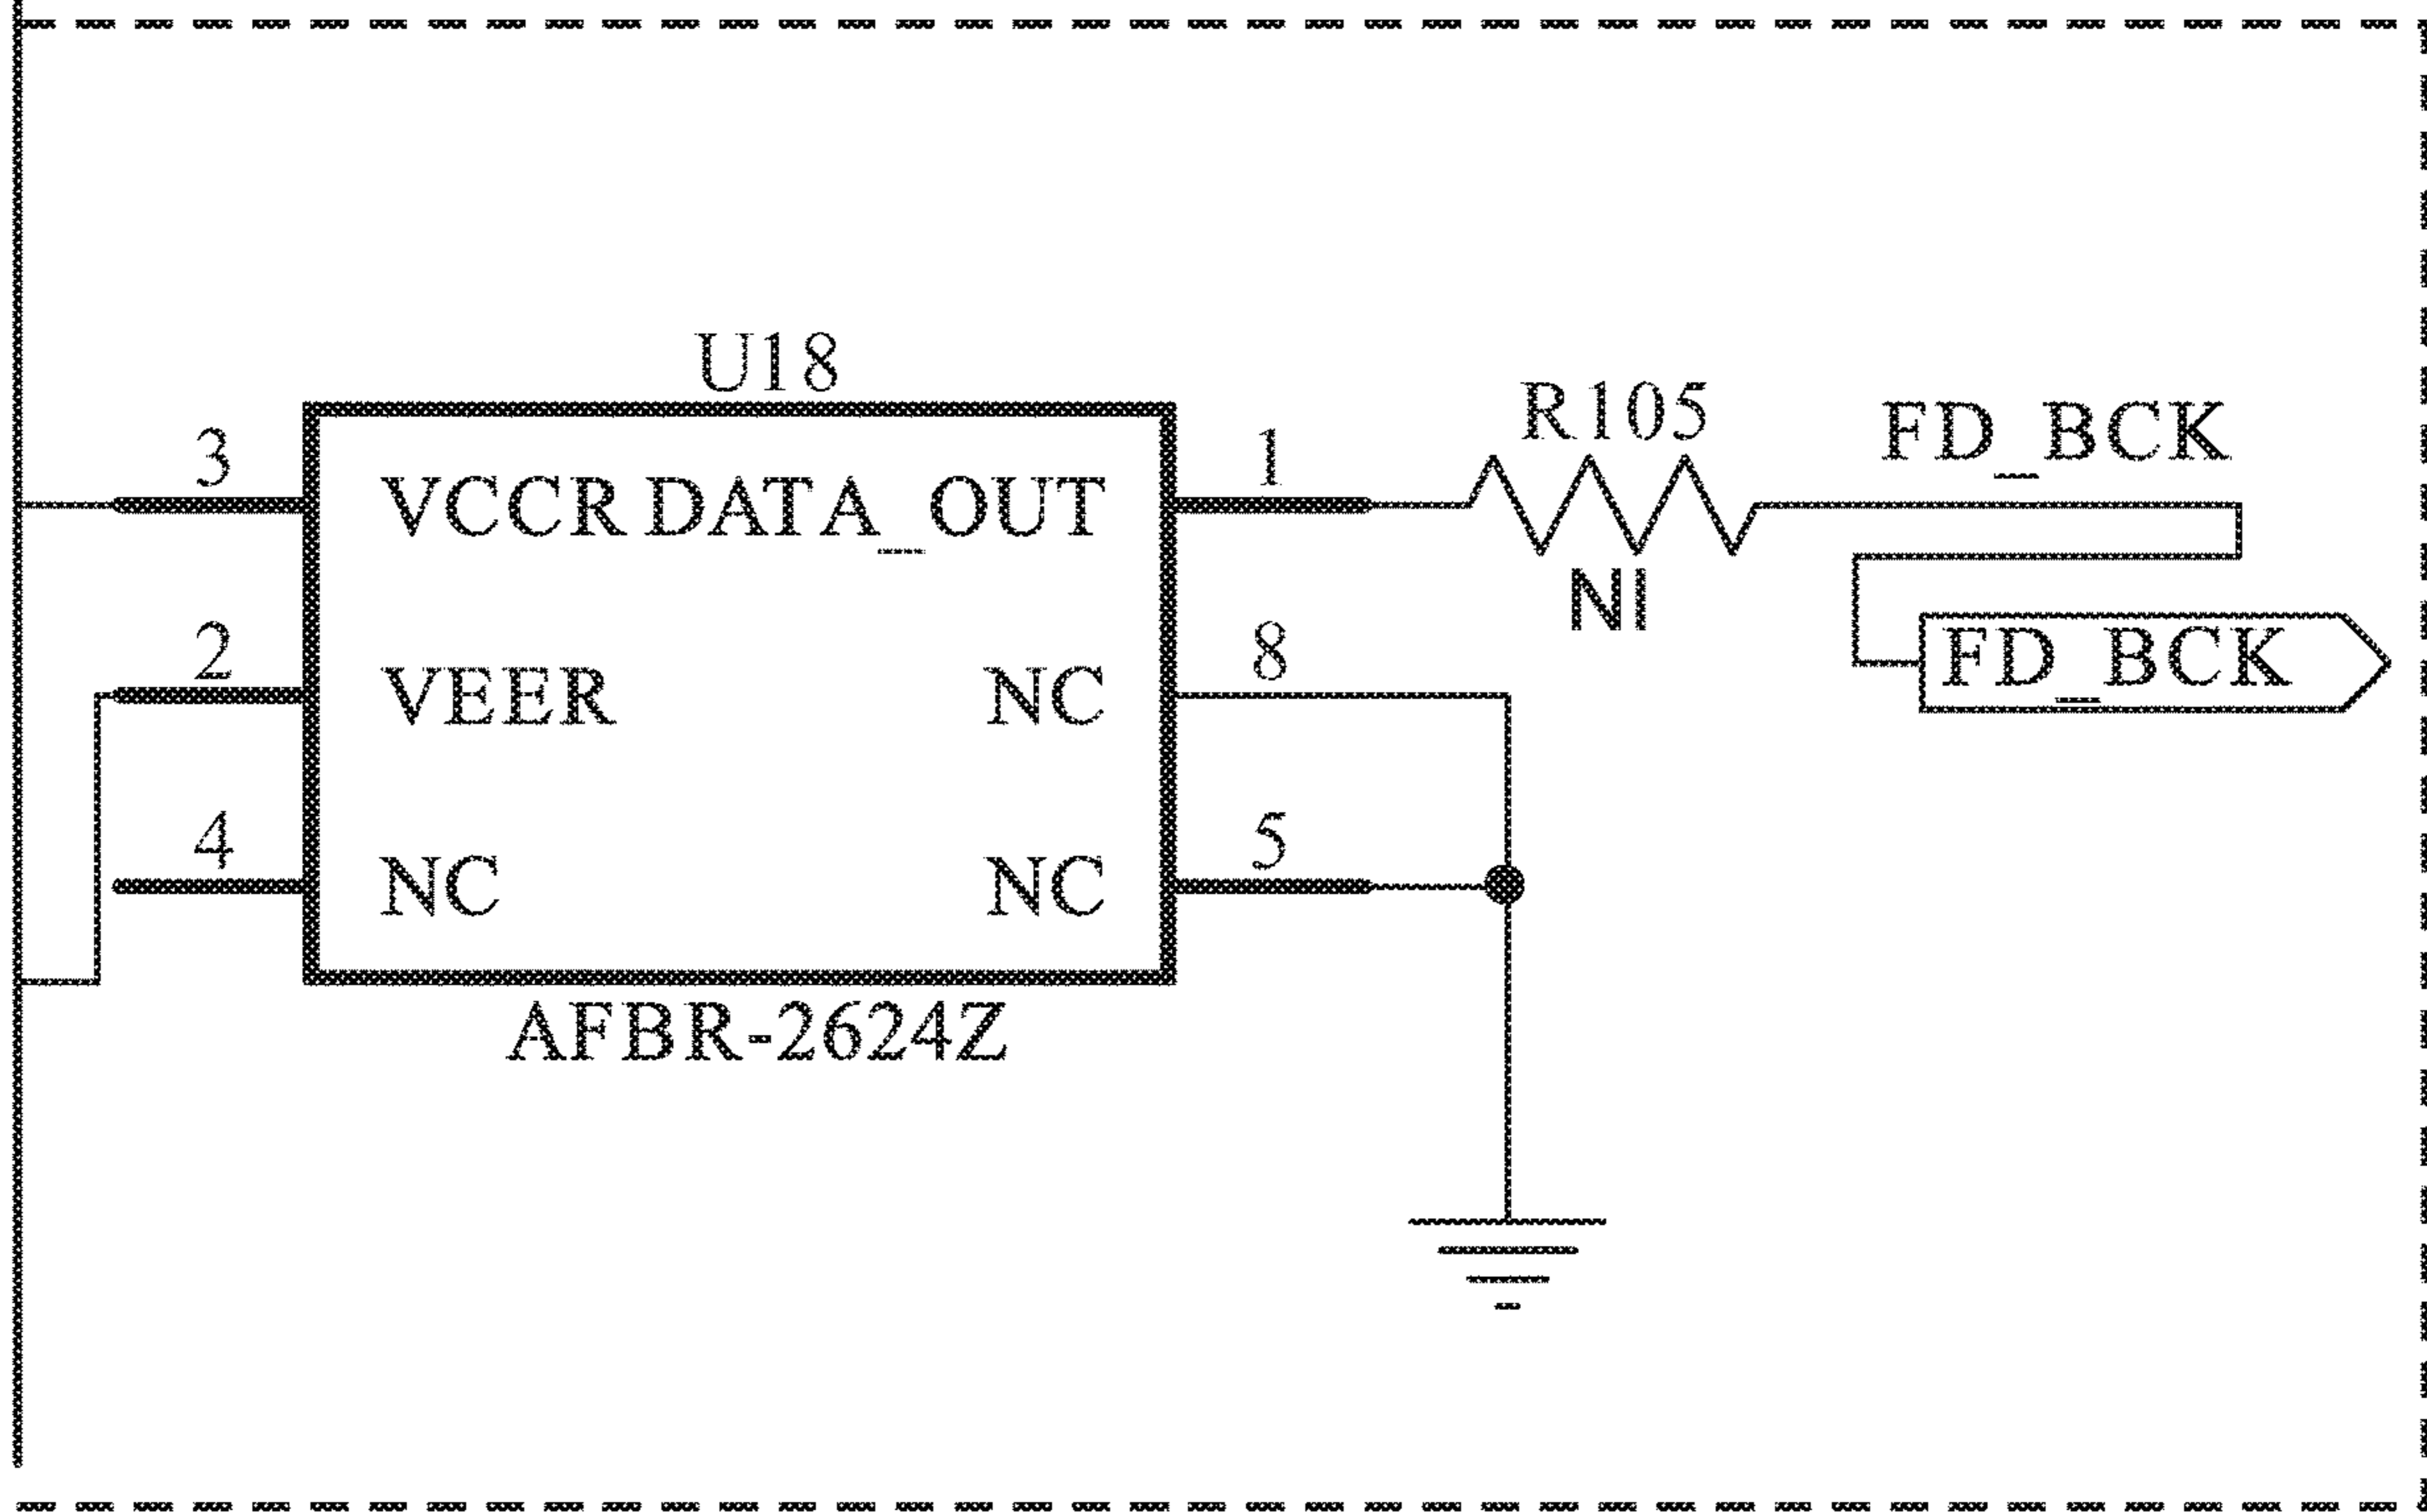 U18
R105
FD_BCK
3
1
VCCR DATA_OUT
NI
2
8
FD_BCK
VEER
NC
4
5
NC
NC
AFBR-2624Z